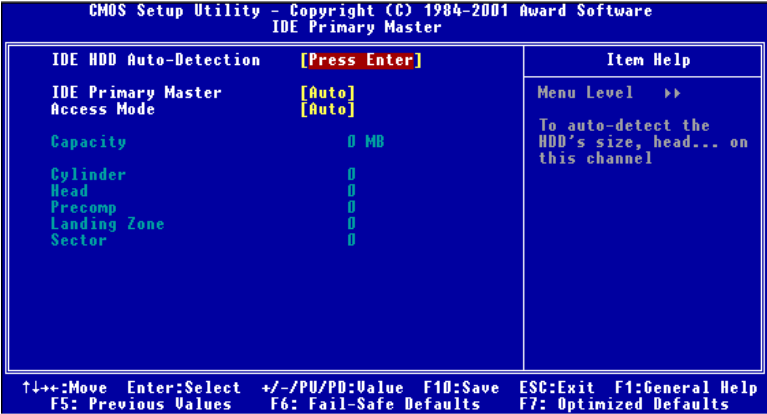 CMOS Setup Utility - Copyright (C) 1984-2001 Award Software
IDE Primary Master
IDE HDD Auto-Detection [Press Enter]
IDE Primary Master [Auto]
Access Mode [Auto]
Capacity 0 MB
Cylinder 0
Head 0
Precomp 0
Landing Zone 0
Sector 0
Item Help
Menu Level ▸▸
To auto-detect the
HDD's size, head... on
this channel
↑↓→←:Move Enter:Select +/-/PU/PD:Value F10:Save ESC:Exit F1:General Help
F5: Previous Values F6: Fail-Safe Defaults F7: Optimized Defaults